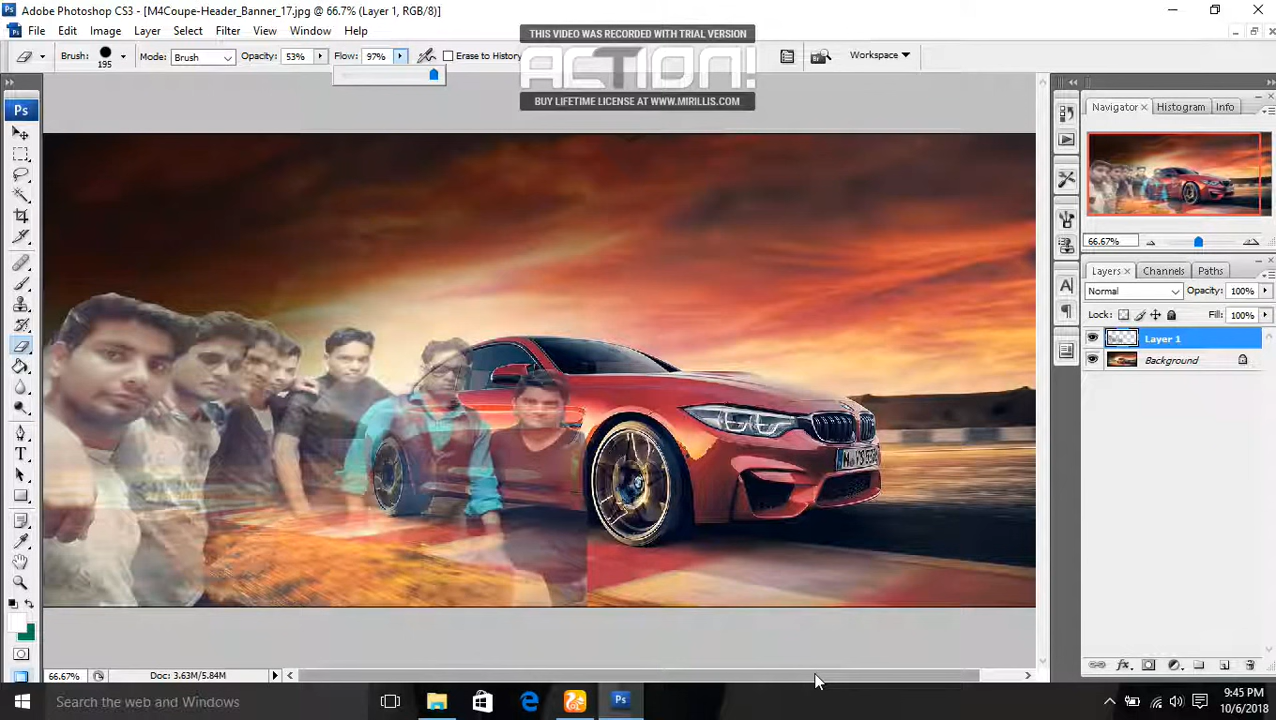 Adobe Photoshop CS3 - [M4Coupe-Header_Banner_17.jpg @ 66.7% (Layer 1, RGB/8)]
File Edit Image Layer Select Filter View Window Help
Brush: 195 Mode: Brush Opacity: 53% Flow: 97% Erase to History Workspace
THIS VIDEO WAS RECORDED WITH TRIAL VERSION
ACTION!
BUY LIFETIME LICENSE AT WWW.MIRILLIS.COM
Ps
Navigator Histogram Info
66.67%
Layers Channels Paths
Normal Opacity: 100%
Lock: Fill: 100%
Layer 1
Background
66.67% Doc: 3.63M/5.84M
Search the web and Windows
Ps
9:45 PM
10/6/2018